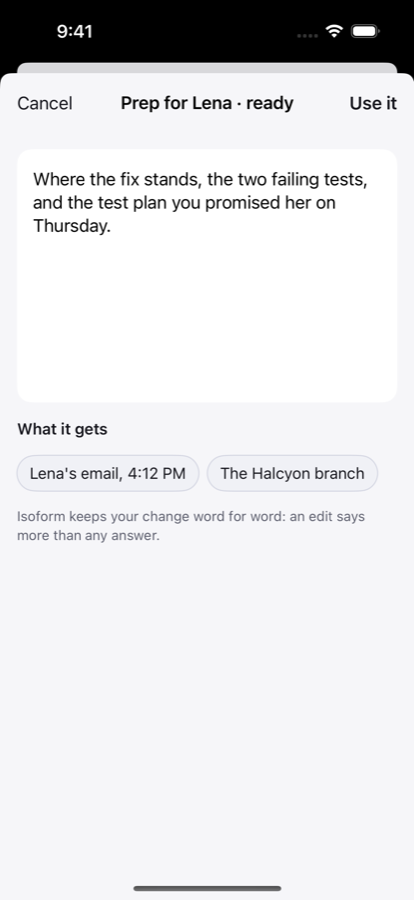 9:41
Cancel
Prep for Lena · ready
Use it
Where the fix stands, the two failing tests,
and the test plan you promised her on
Thursday.
What it gets
Lena's email, 4:12 PM
The Halcyon branch
Isoform keeps your change word for word: an edit says
more than any answer.